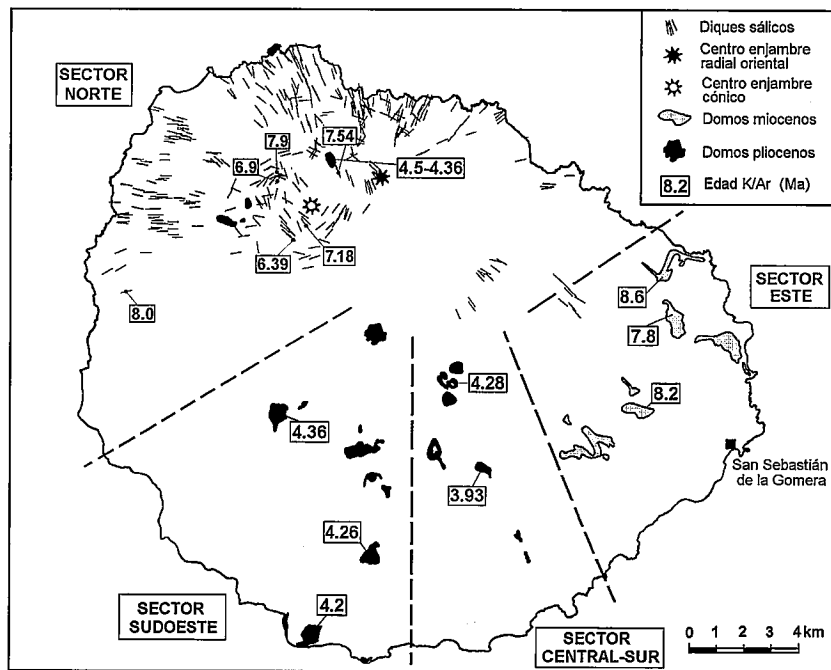 SECTOR
NORTE
Diques sálicos
Centro enjambre
radial oriental
Centro enjambre
cónico
Domos miocenos
Domos pliocenos
8.2 Edad K/Ar (Ma)
7.9
7.54
6.9
4.5-4.36
6.39
7.18
8.0
8.6
SECTOR
ESTE
7.8
4.28
8.2
4.36
3.93
San Sebastián
de la Gomera
4.26
4.2
SECTOR
SUDOESTE
SECTOR
CENTRAL-SUR
0 1 2 3 4 km